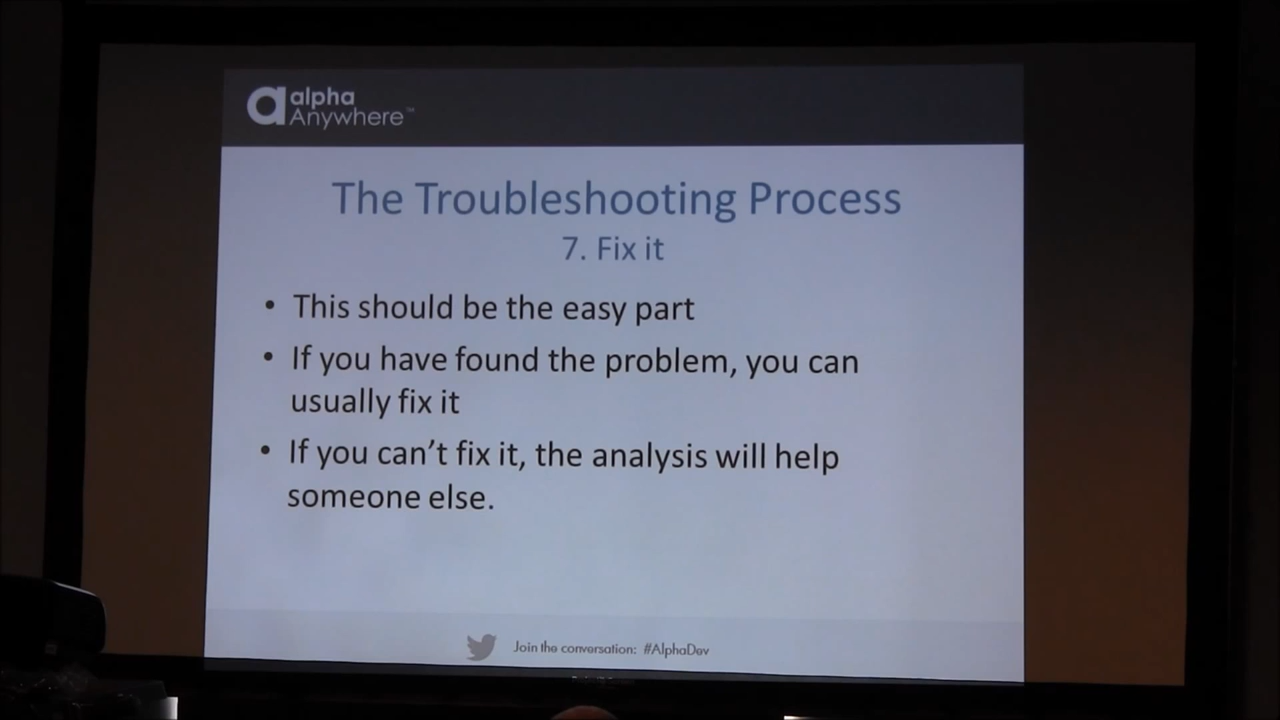 alpha
Anywhere™
The Troubleshooting Process
7. Fix it
• This should be the easy part
• If you have found the problem, you can
usually fix it
• If you can't fix it, the analysis will help
someone else.
Join the conversation: #AlphaDev